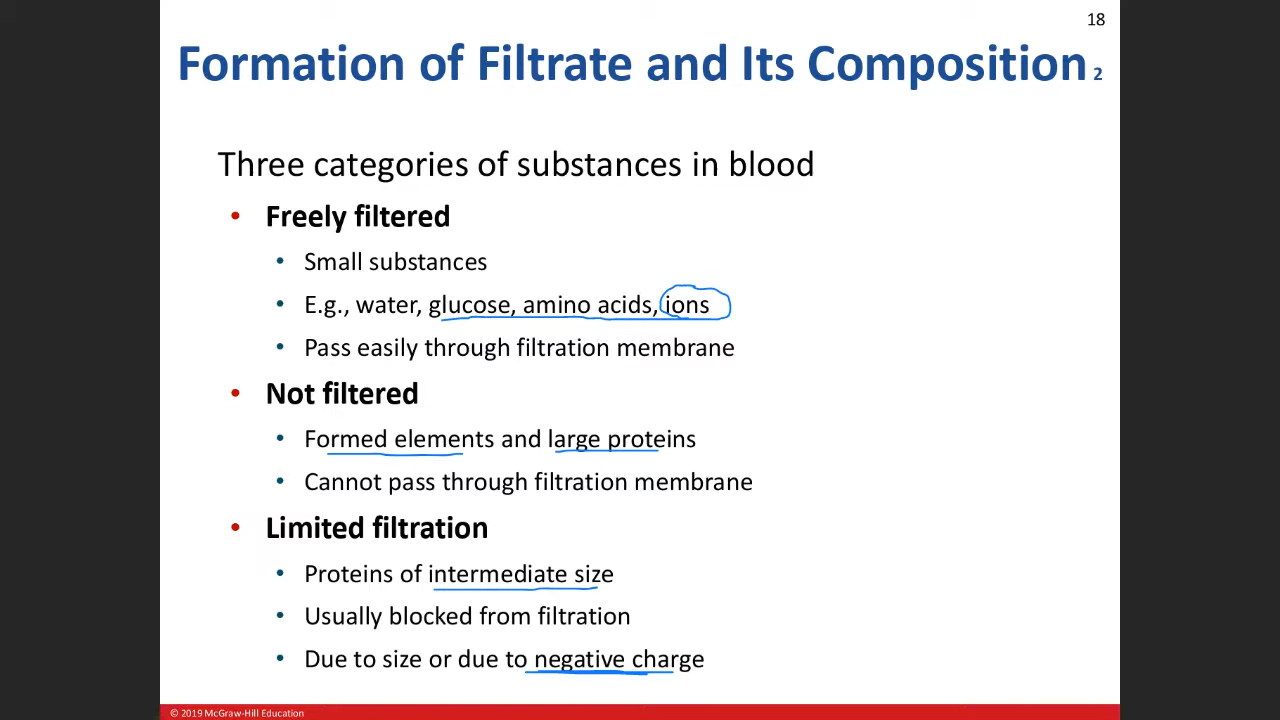 18
Formation of Filtrate and Its Composition 2
Three categories of substances in blood
• Freely filtered
• Small substances
• E.g., water, glucose, amino acids, ions
• Pass easily through filtration membrane
• Not filtered
• Formed elements and large proteins
• Cannot pass through filtration membrane
• Limited filtration
• Proteins of intermediate size
• Usually blocked from filtration
• Due to size or due to negative charge
© 2019 McGraw-Hill Education